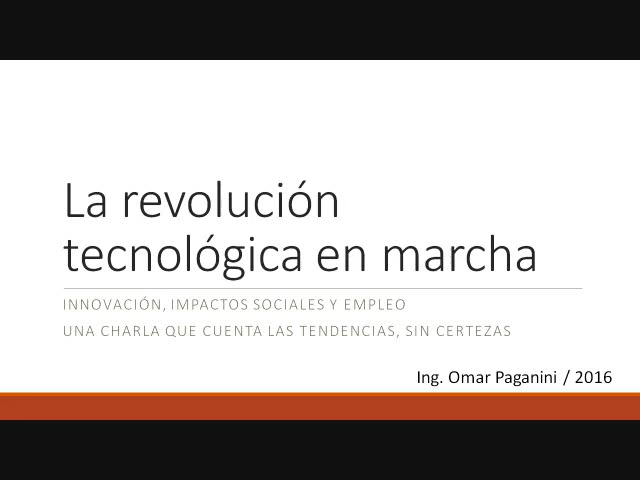 La revolución
tecnológica en marcha
INNOVACIÓN, IMPACTOS SOCIALES Y EMPLEO
UNA CHARLA QUE CUENTA LAS TENDENCIAS, SIN CERTEZAS
Ing. Omar Paganini / 2016